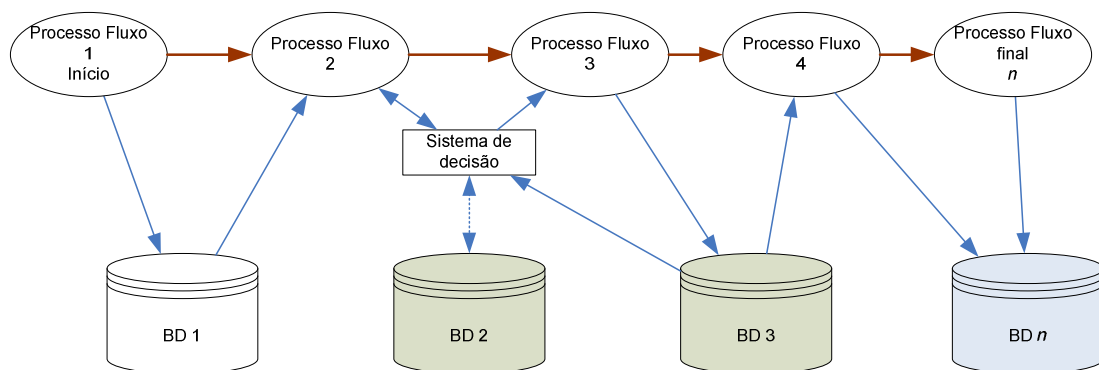 Processo Fluxo
1
Início
Processo Fluxo
2
Processo Fluxo
3
Processo Fluxo
4
Processo Fluxo
final
n
Sistema de
decisão
BD 1
BD 2
BD 3
BD n